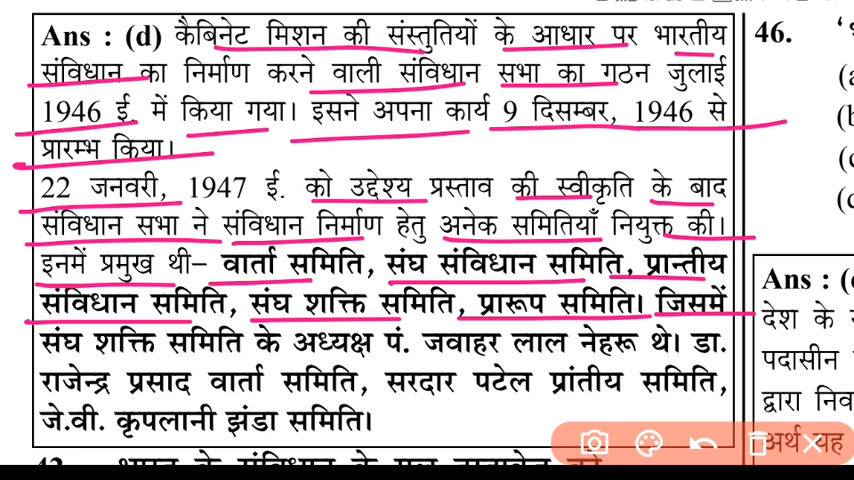 Ans : (d) कैबिनेट मिशन की संस्तुतियों के आधार पर भारतीय
संविधान का निर्माण करने वाली संविधान सभा का गठन जुलाई
1946 ई. में किया गया। इसने अपना कार्य 9 दिसम्बर, 1946 से
प्रारम्भ किया।
22 जनवरी, 1947 ई. को उद्देश्य प्रस्ताव की स्वीकृति के बाद
संविधान सभा ने संविधान निर्माण हेतु अनेक समितियाँ नियुक्त की।
इनमें प्रमुख थी– वार्ता समिति, संघ संविधान समिति, प्रान्तीय
संविधान समिति, संघ शक्ति समिति, प्रारूप समिति। जिसमें
संघ शक्ति समिति के अध्यक्ष पं. जवाहर लाल नेहरू थे। डा.
राजेन्द्र प्रसाद वार्ता समिति, सरदार पटेल प्रांतीय समिति,
जे.वी. कृपलानी झंडा समिति।
46.
Ans :
देश के
पदासीन
द्वारा
अर्थ यह